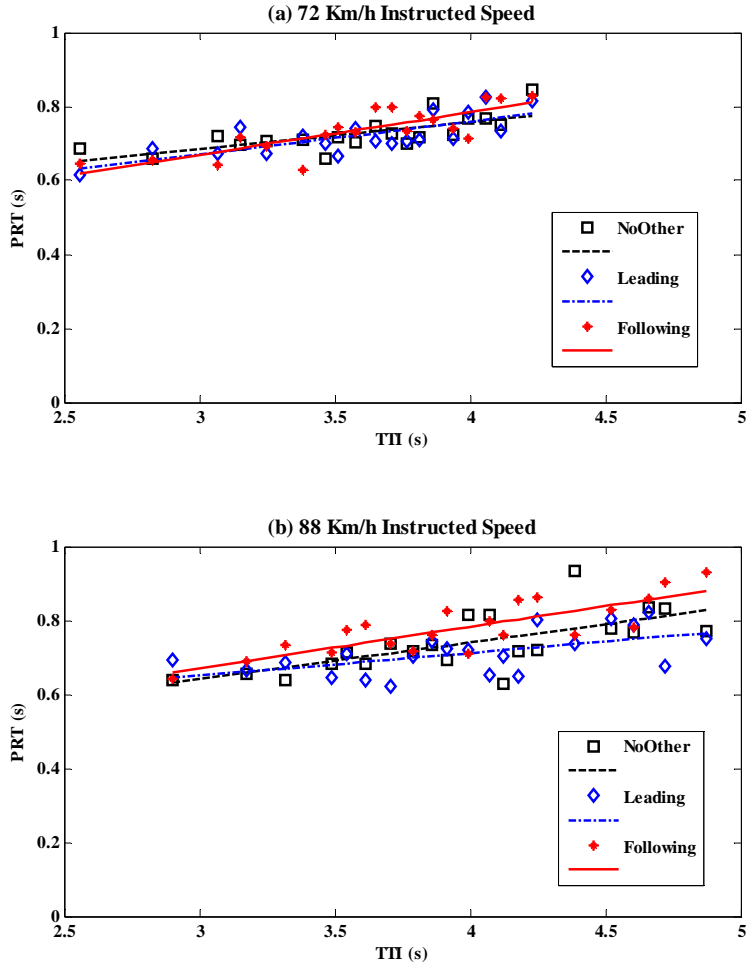 (a) 72 Km/h Instructed Speed
1
0.8
0.6
0.4
0.2
0
PRT (s)
NoOther
Leading
Following
2.5 3 3.5 4 4.5 5
TTI (s)
(b) 88 Km/h Instructed Speed
1
0.8
0.6
0.4
0.2
0
PRT (s)
NoOther
Leading
Following
2.5 3 3.5 4 4.5 5
TTI (s)